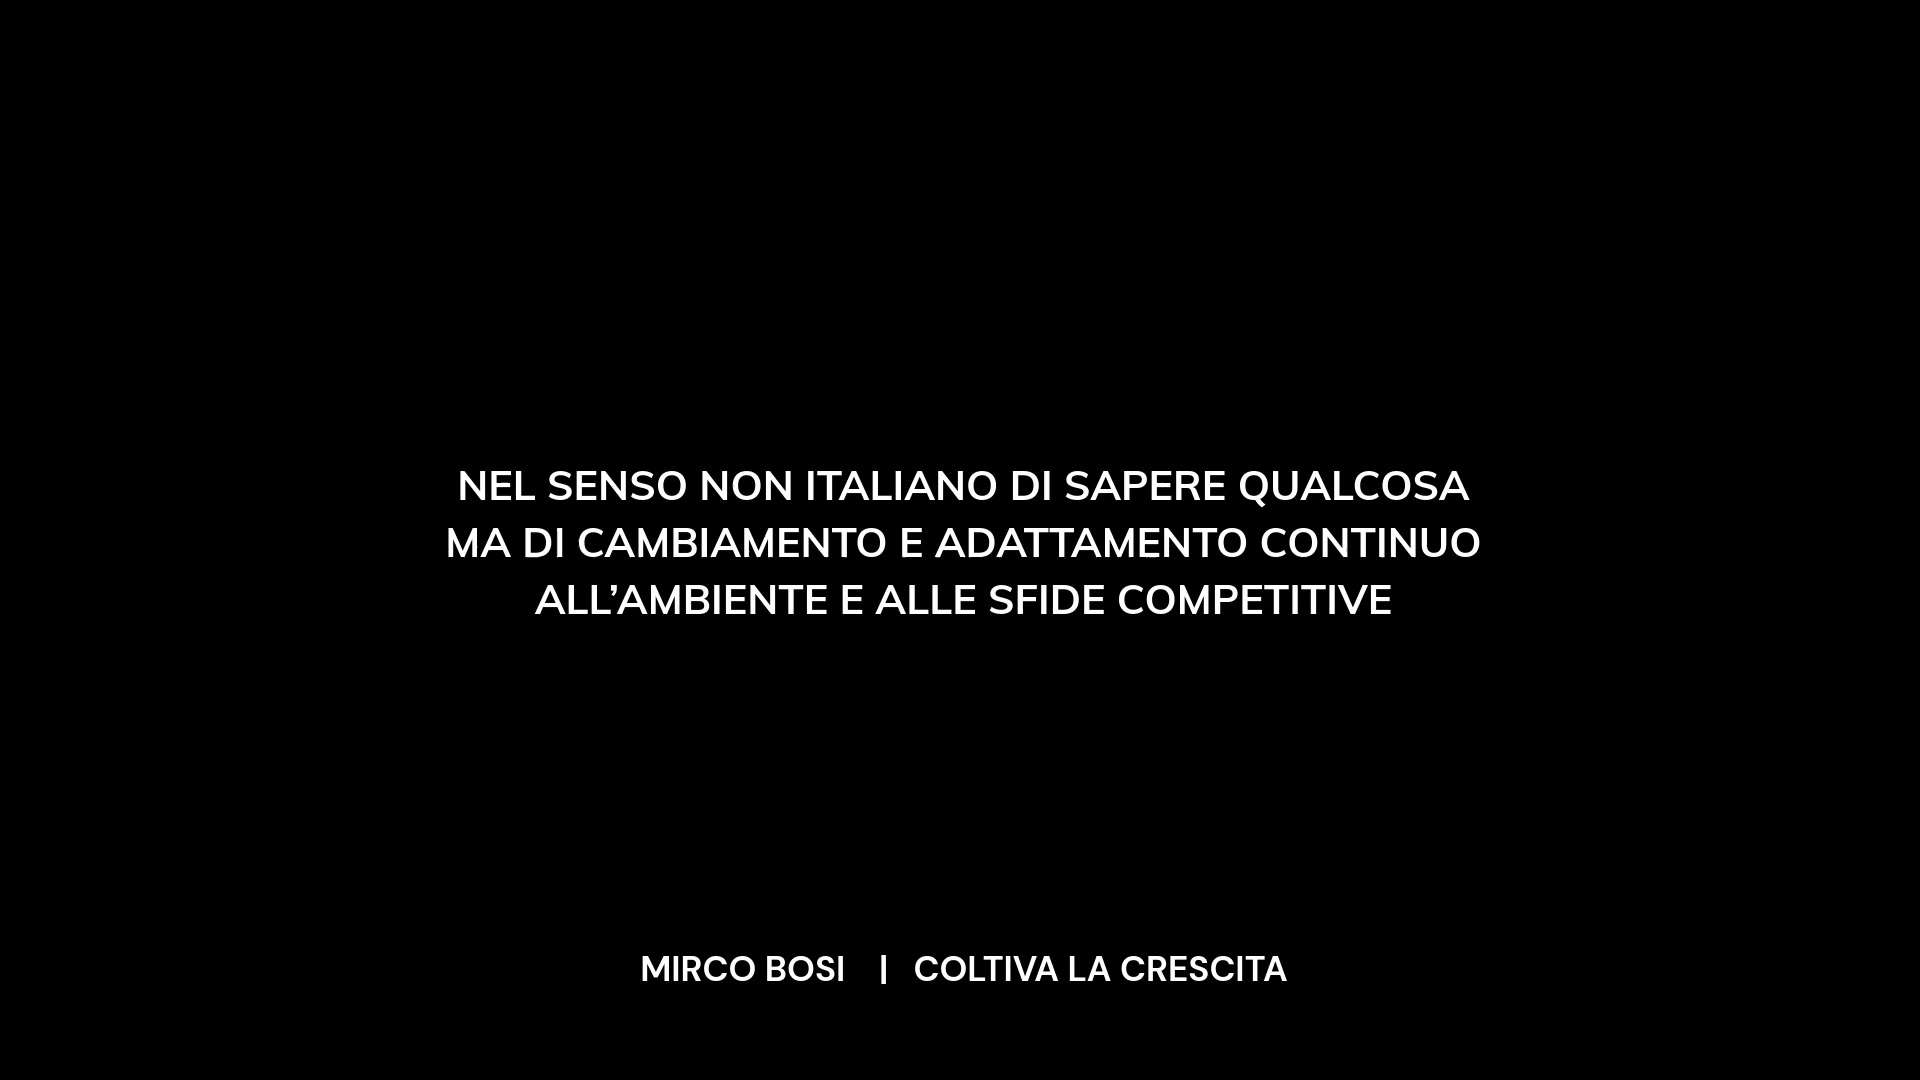 NEL SENSO NON ITALIANO DI SAPERE QUALCOSA
MA DI CAMBIAMENTO E ADATTAMENTO CONTINUO
ALL’AMBIENTE E ALLE SFIDE COMPETITIVE
MIRCO BOSI | COLTIVA LA CRESCITA